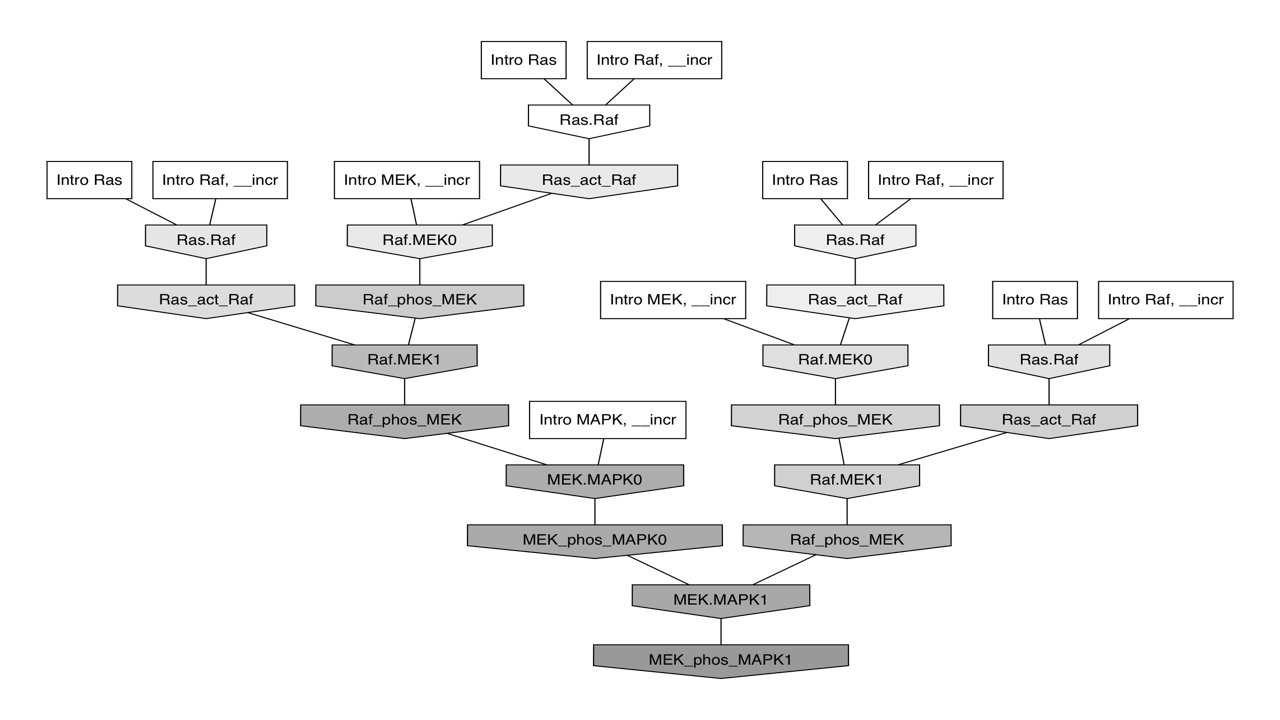 Intro Ras
Intro Raf, __incr
Ras.Raf
Intro Ras
Intro Raf, __incr
Intro MEK, __incr
Ras_act_Raf
Intro Ras
Intro Raf, __incr
Ras.Raf
Raf.MEK0
Ras.Raf
Ras_act_Raf
Raf_phos_MEK
Intro MEK, __incr
Ras_act_Raf
Intro Ras
Intro Raf, __incr
Raf.MEK1
Raf.MEK0
Ras.Raf
Raf_phos_MEK
Intro MAPK, __incr
Raf_phos_MEK
Ras_act_Raf
MEK.MAPK0
Raf.MEK1
MEK_phos_MAPK0
Raf_phos_MEK
MEK.MAPK1
MEK_phos_MAPK1